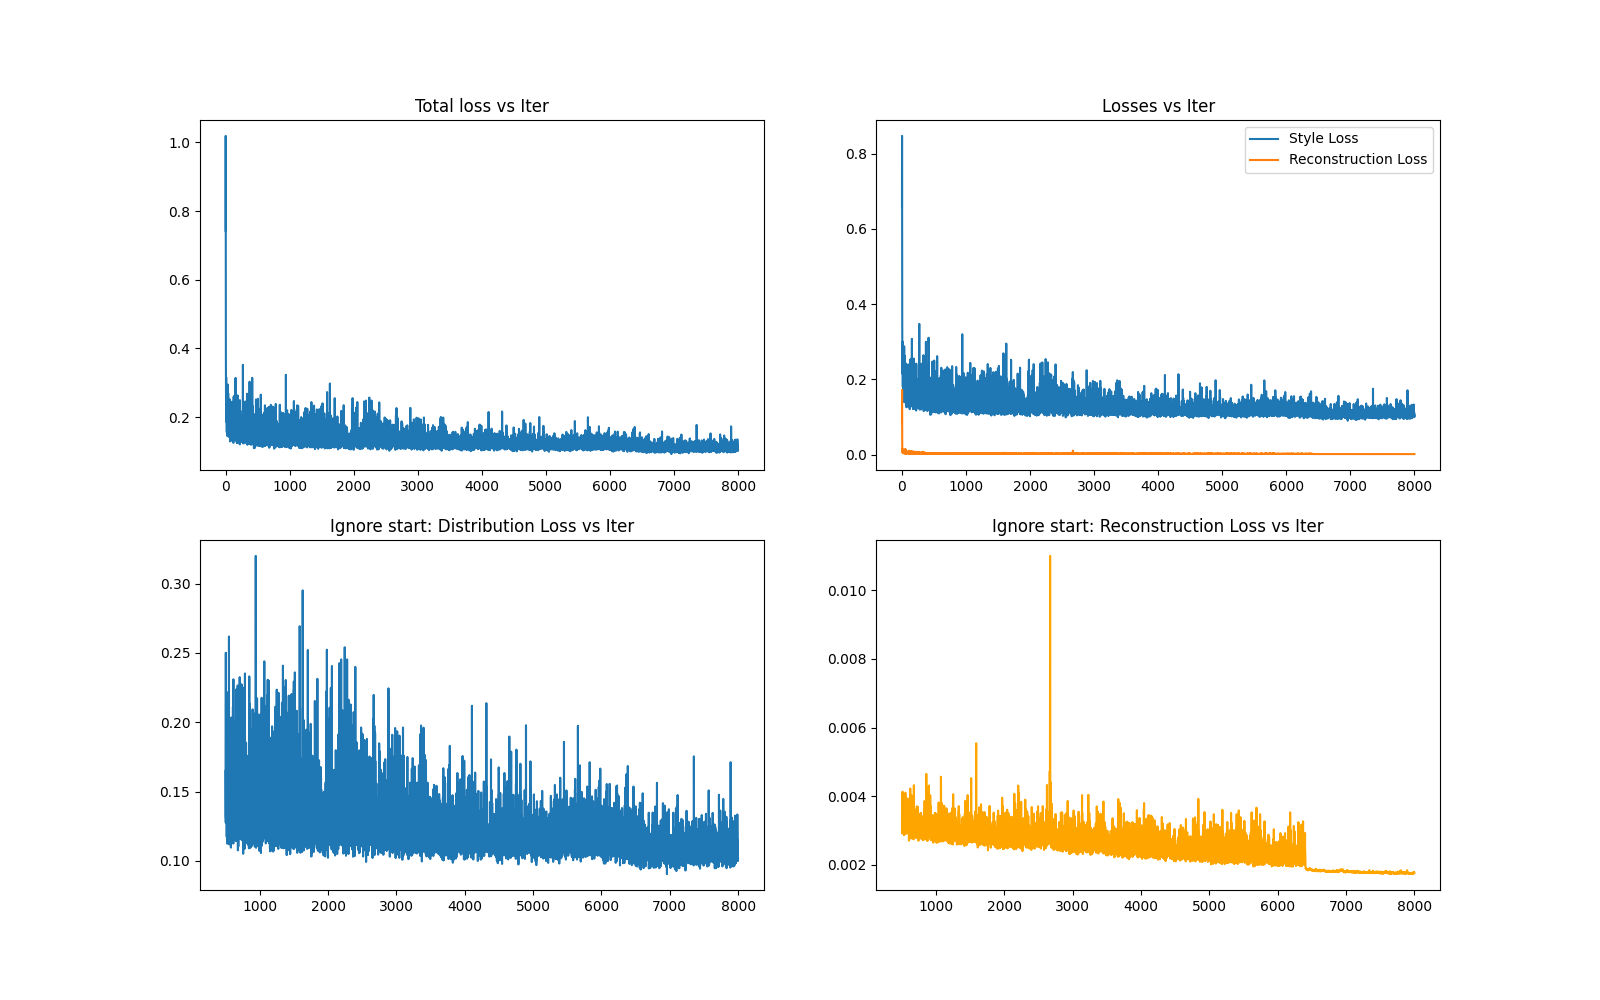 Total loss vs Iter
1.0
0.8
0.6
0.4
0.2
0 1000 2000 3000 4000 5000 6000 7000 8000
Losses vs Iter
Style Loss
Reconstruction Loss
0.8
0.6
0.4
0.2
0.0
0 1000 2000 3000 4000 5000 6000 7000 8000
Ignore start: Distribution Loss vs Iter
0.30
0.25
0.20
0.15
0.10
1000 2000 3000 4000 5000 6000 7000 8000
Ignore start: Reconstruction Loss vs Iter
0.010
0.008
0.006
0.004
0.002
1000 2000 3000 4000 5000 6000 7000 8000